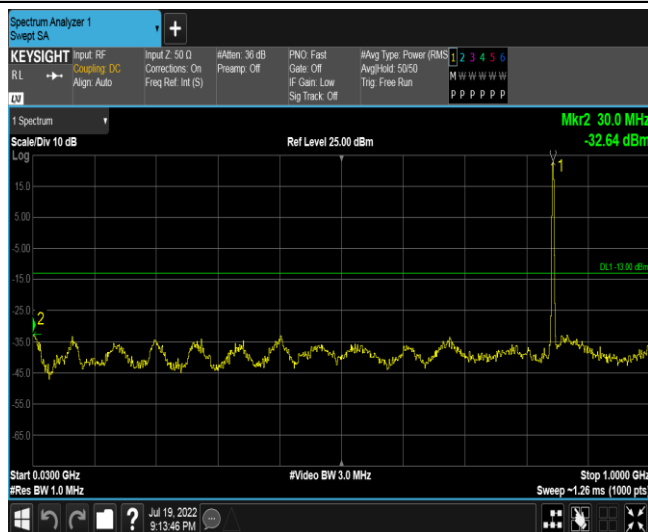 Spectrum Analyzer 1
Swept SA
+
KEYSIGHT
RL
LXI
Input: RF
Coupling: DC
Align: Auto
Input Z: 50 Ω
Corrections: On
Freq Ref: Int (S)
#Atten: 36 dB
Preamp: Off
PNO: Fast
Gate: Off
IF Gain: Low
Sig Track: Off
#Avg Type: Power (RMS
Avg|Hold: 50/50
Trig: Free Run
1 2 3 4 5 6
M W W W W W
P P P P P P
1 Spectrum
Mkr2 30.0 MHz
Scale/Div 10 dB
Ref Level 25.00 dBm
-32.64 dBm
Log
1
15.0
5.00
-5.00
DL1 -13.00 dBm
-15.0
-25.0
2
-35.0
-45.0
-55.0
-65.0
Start 0.0300 GHz
#Video BW 3.0 MHz
Stop 1.0000 GHz
#Res BW 1.0 MHz
Sweep ~1.26 ms (1000 pts)
?
Jul 19, 2022
9:13:46 PM